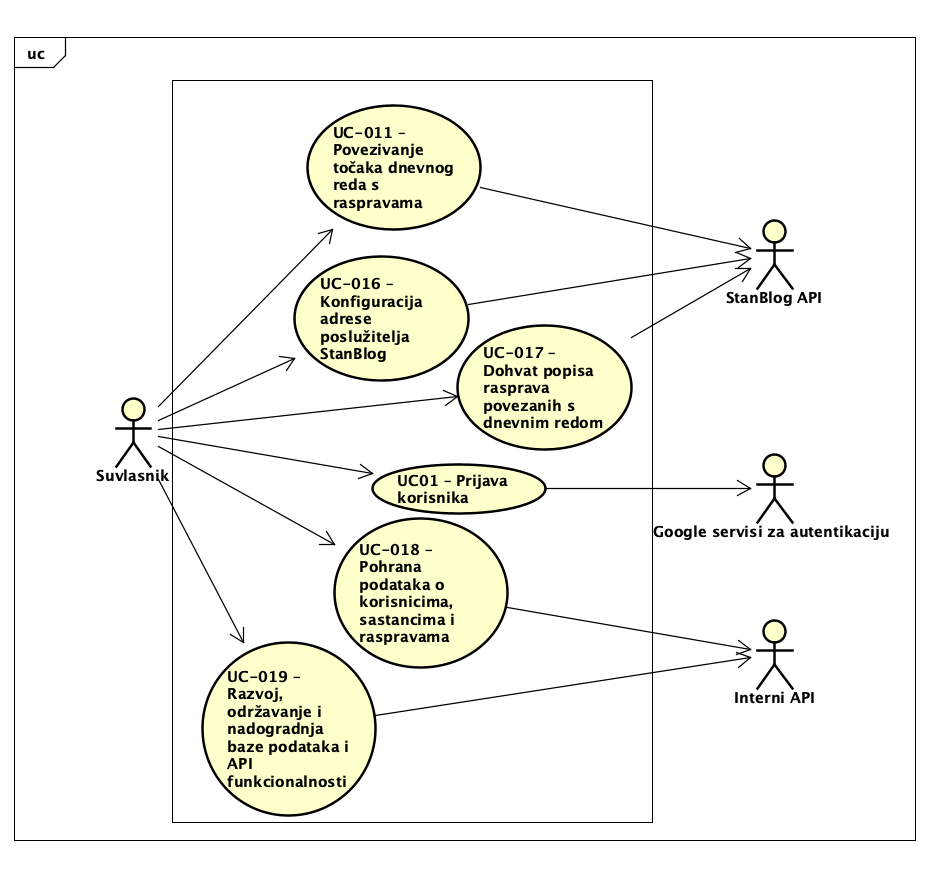 uc
UC-011 -
Povezivanje
točaka dnevnog
reda s
raspravama
UC-016 -
Konfiguracija
adrese
poslužitelja
StanBlog
StanBlog API
UC-017 -
Dohvat popisa
rasprava
povezanih s
dnevnim redom
Suvlasnik
UC01 - Prijava
korisnika
Google servisi za autentikaciju
UC-018 -
Pohrana
podataka o
korisnicima,
sastancima i
raspravama
UC-019 -
Razvoj,
održavanje i
nadogradnja
baze podataka i
API
funkcionalnosti
Interni API